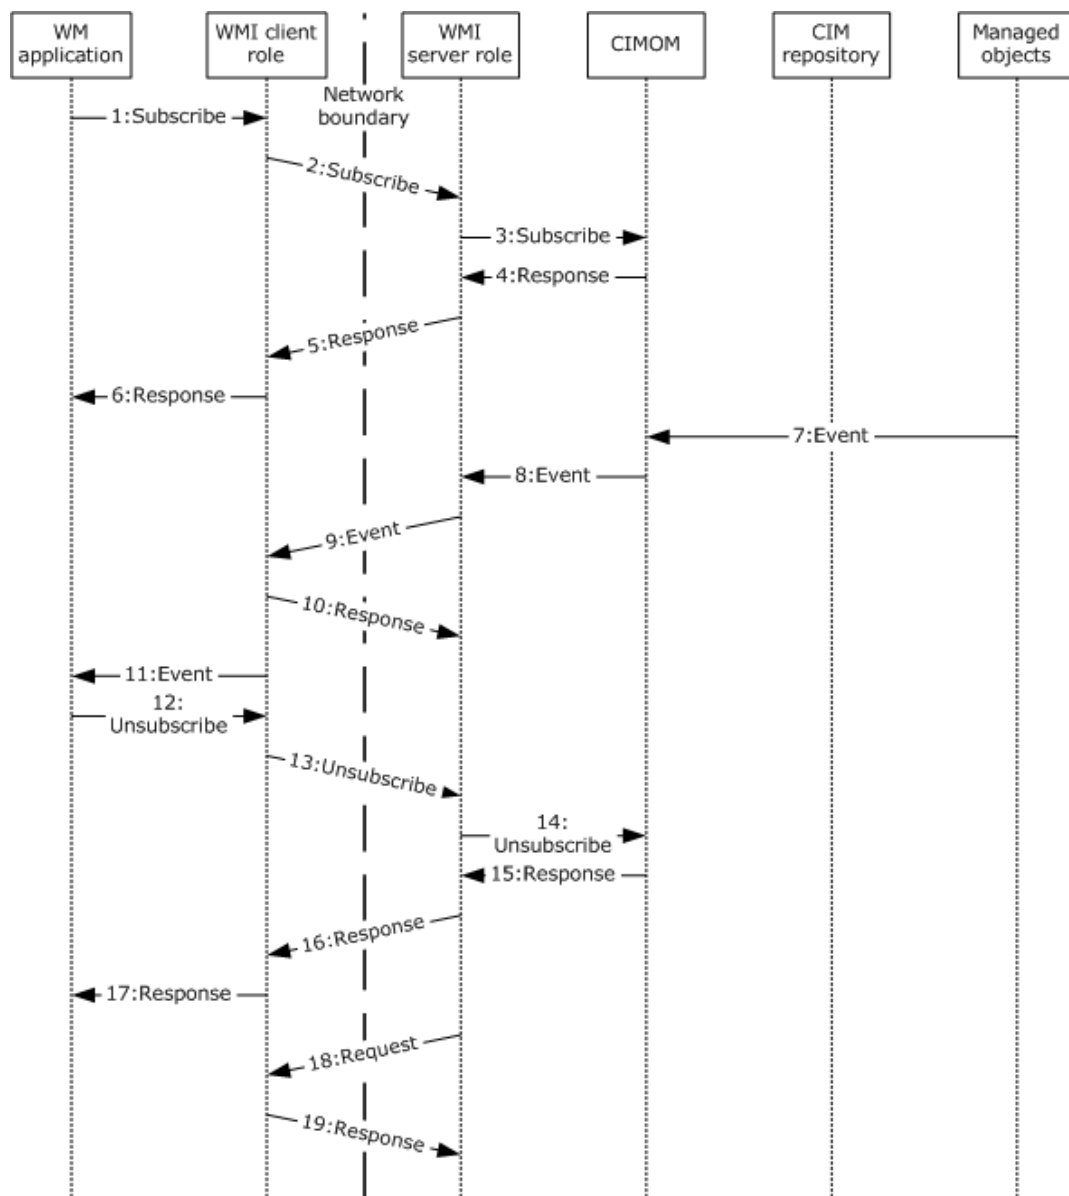 WM
application
WMI client
role
WMI
server role
CIMOM
CIM
repository
Managed
objects
Network
boundary
1:Subscribe
2:Subscribe
3:Subscribe
4:Response
5:Response
6:Response
7:Event
8:Event
9:Event
10:Response
11:Event
12:
Unsubscribe
13:Unsubscribe
14:
Unsubscribe
15:Response
16:Response
17:Response
18:Request
19:Response